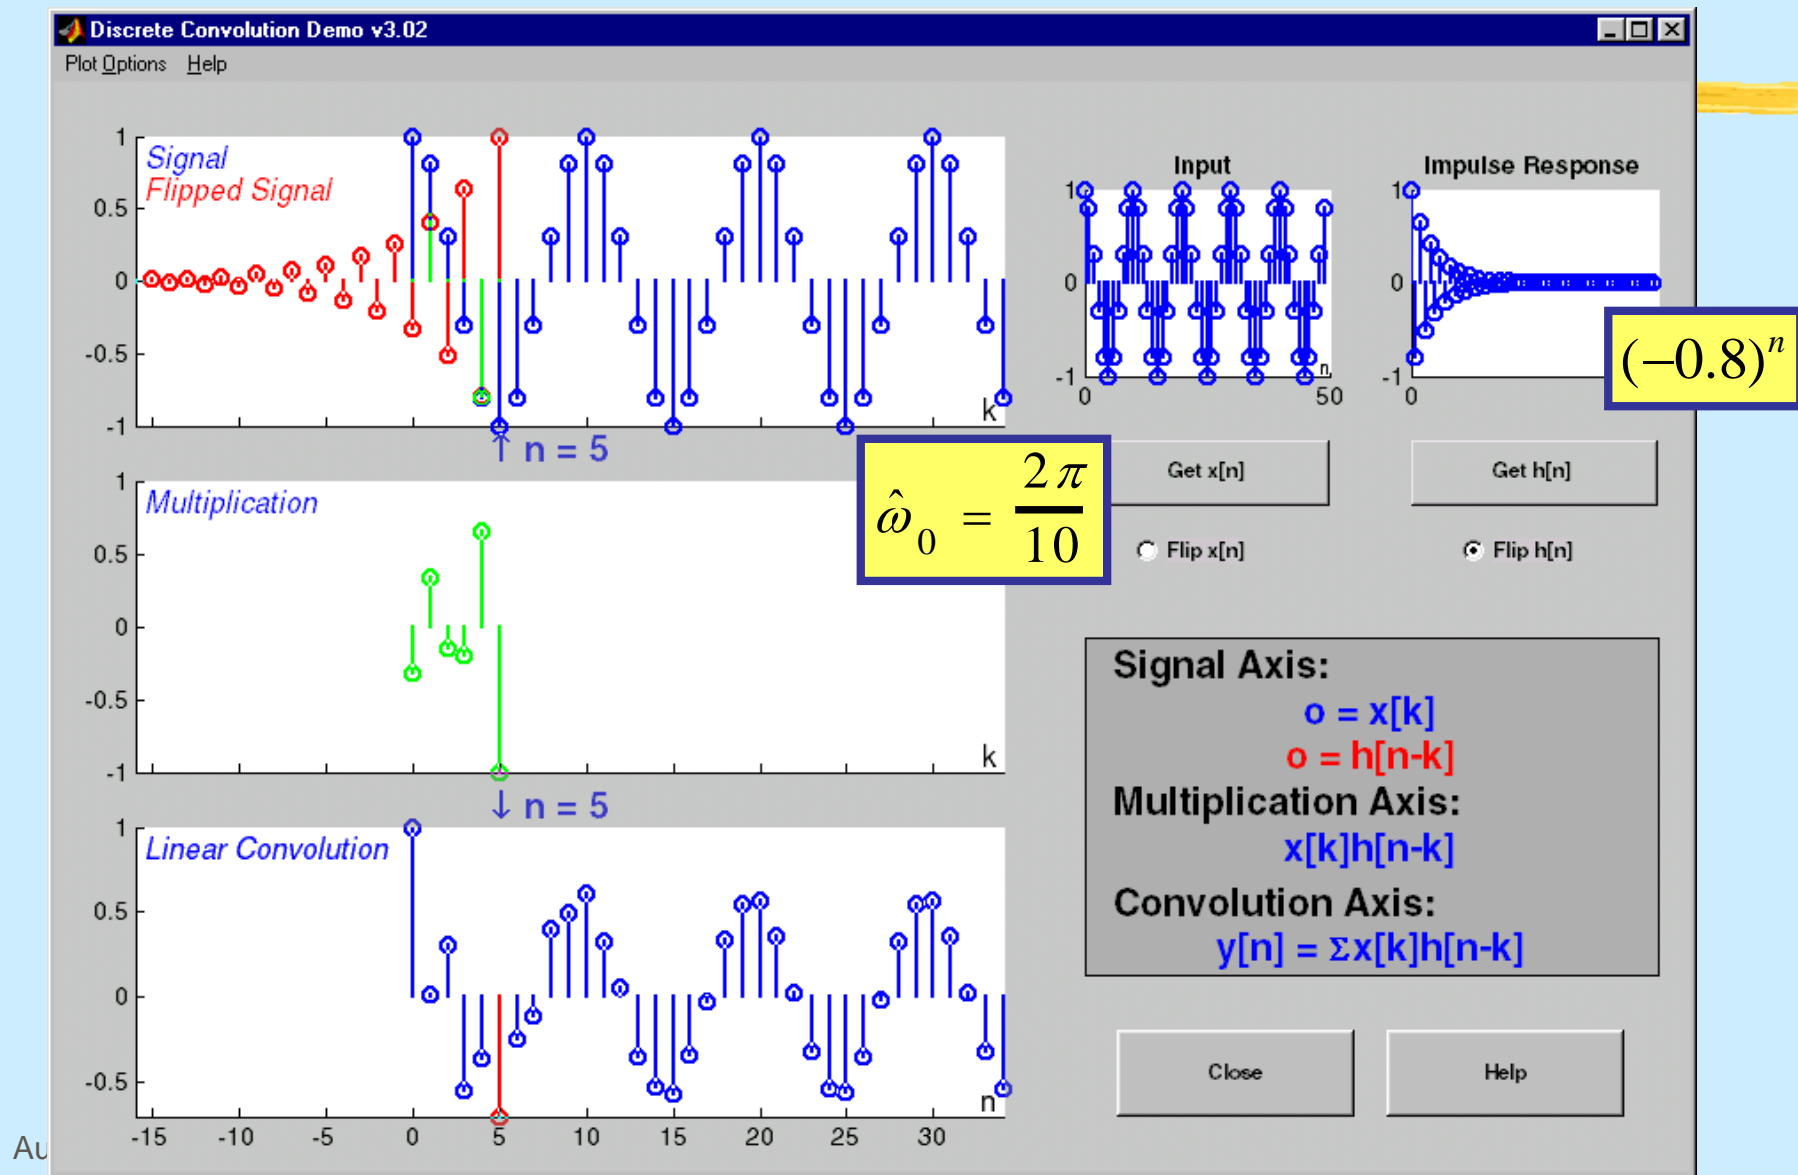 Discrete Convolution Demo v3.02
Plot Options Help
Signal
Flipped Signal
1
0.5
0
-0.5
-1
k
↑ n = 5
Multiplication
1
0.5
0
-0.5
-1
k
↓ n = 5
Linear Convolution
1
0.5
0
-0.5
n
-15 -10 -5 0 5 10 15 20 25 30
Input
1
0
-1
n
0 50
Impulse Response
1
0
-1
0
(−0.8)ⁿ
ω̂₀ = 2π/10
Get x[n]
Get h[n]
Flip x[n]
Flip h[n]
Signal Axis:
o = x[k]
o = h[n-k]
Multiplication Axis:
x[k]h[n-k]
Convolution Axis:
y[n] = Σx[k]h[n-k]
Close
Help
Au